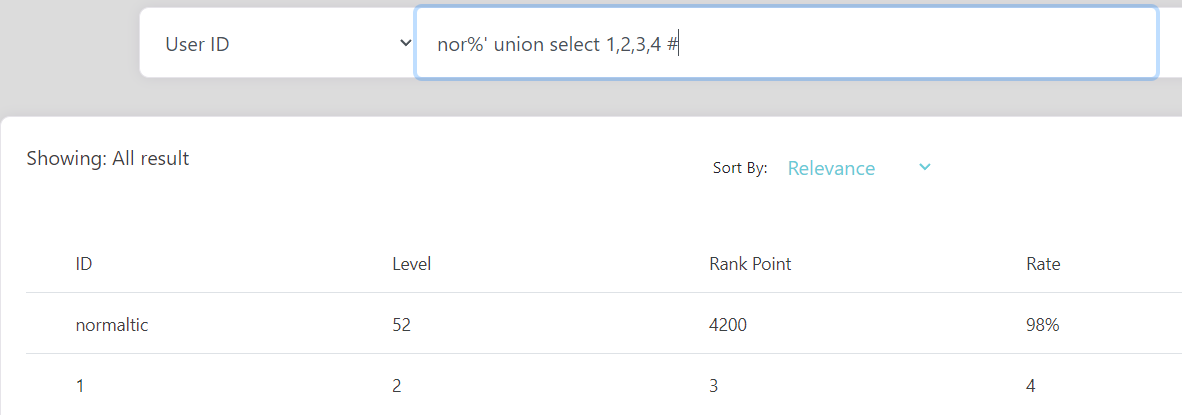 User ID nor%' union select 1,2,3,4 #
Showing: All result
Sort By: Relevance
ID Level Rank Point Rate
normaltic 52 4200 98%
1 2 3 4